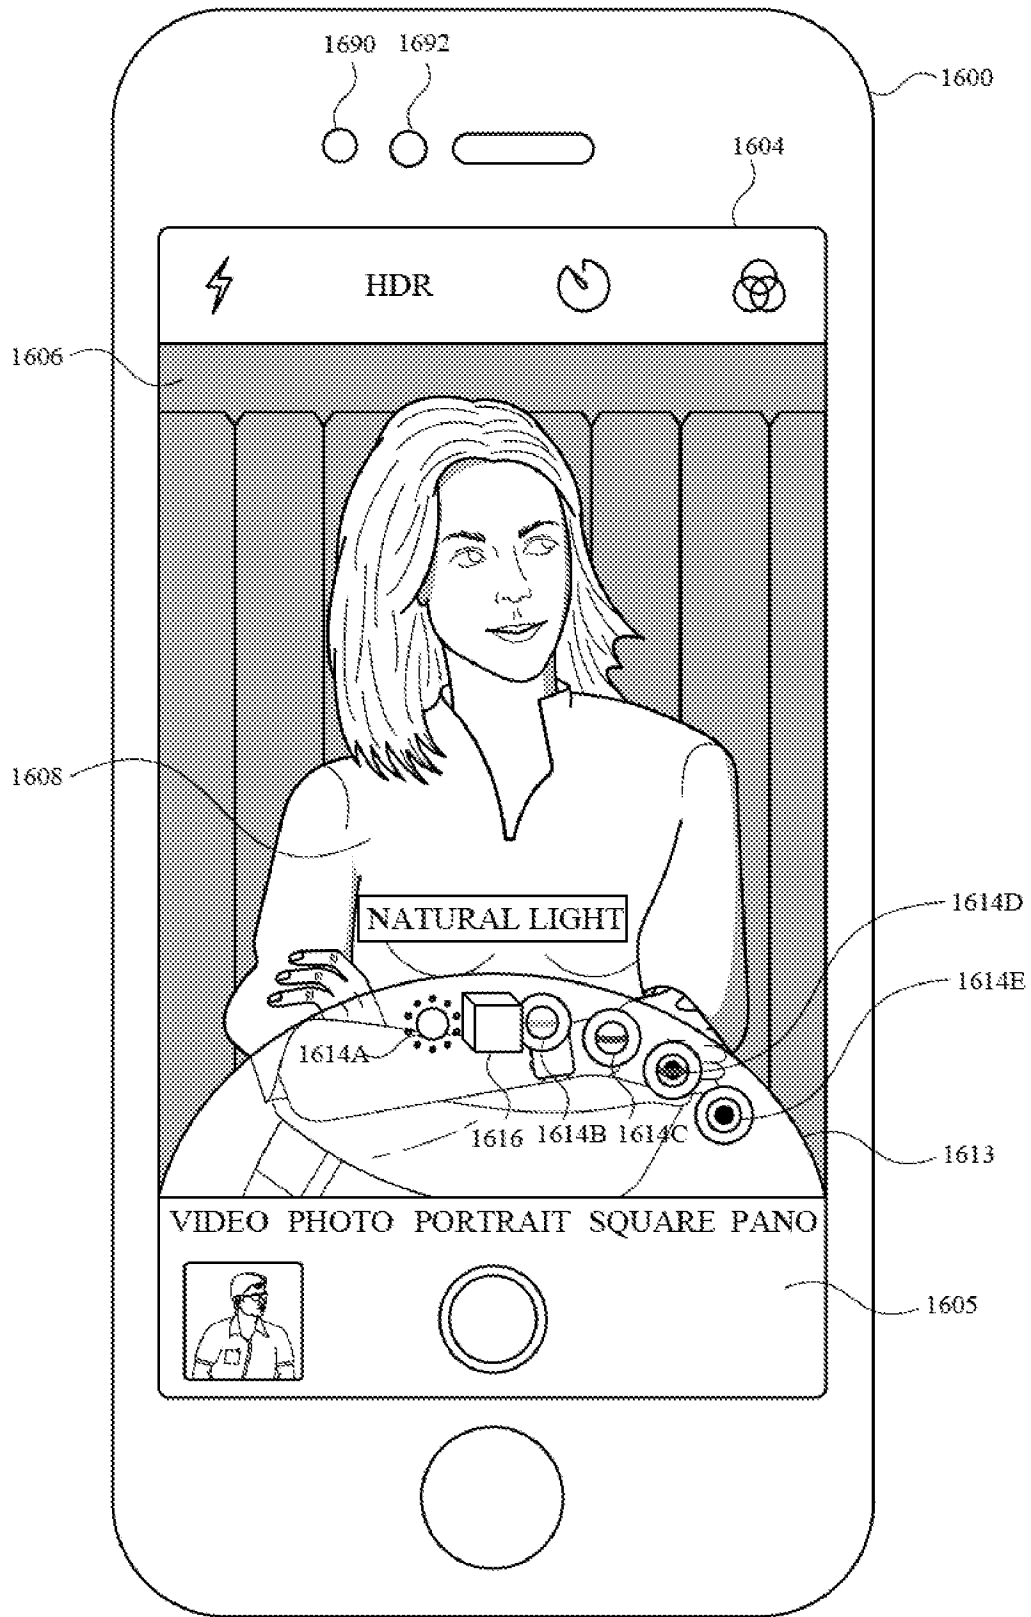 1690 1692
1600
1604
HDR
1606
1608
NATURAL LIGHT
1614D
1614E
1614A
1616 1614B 1614C
1613
VIDEO PHOTO PORTRAIT SQUARE PANO
1605